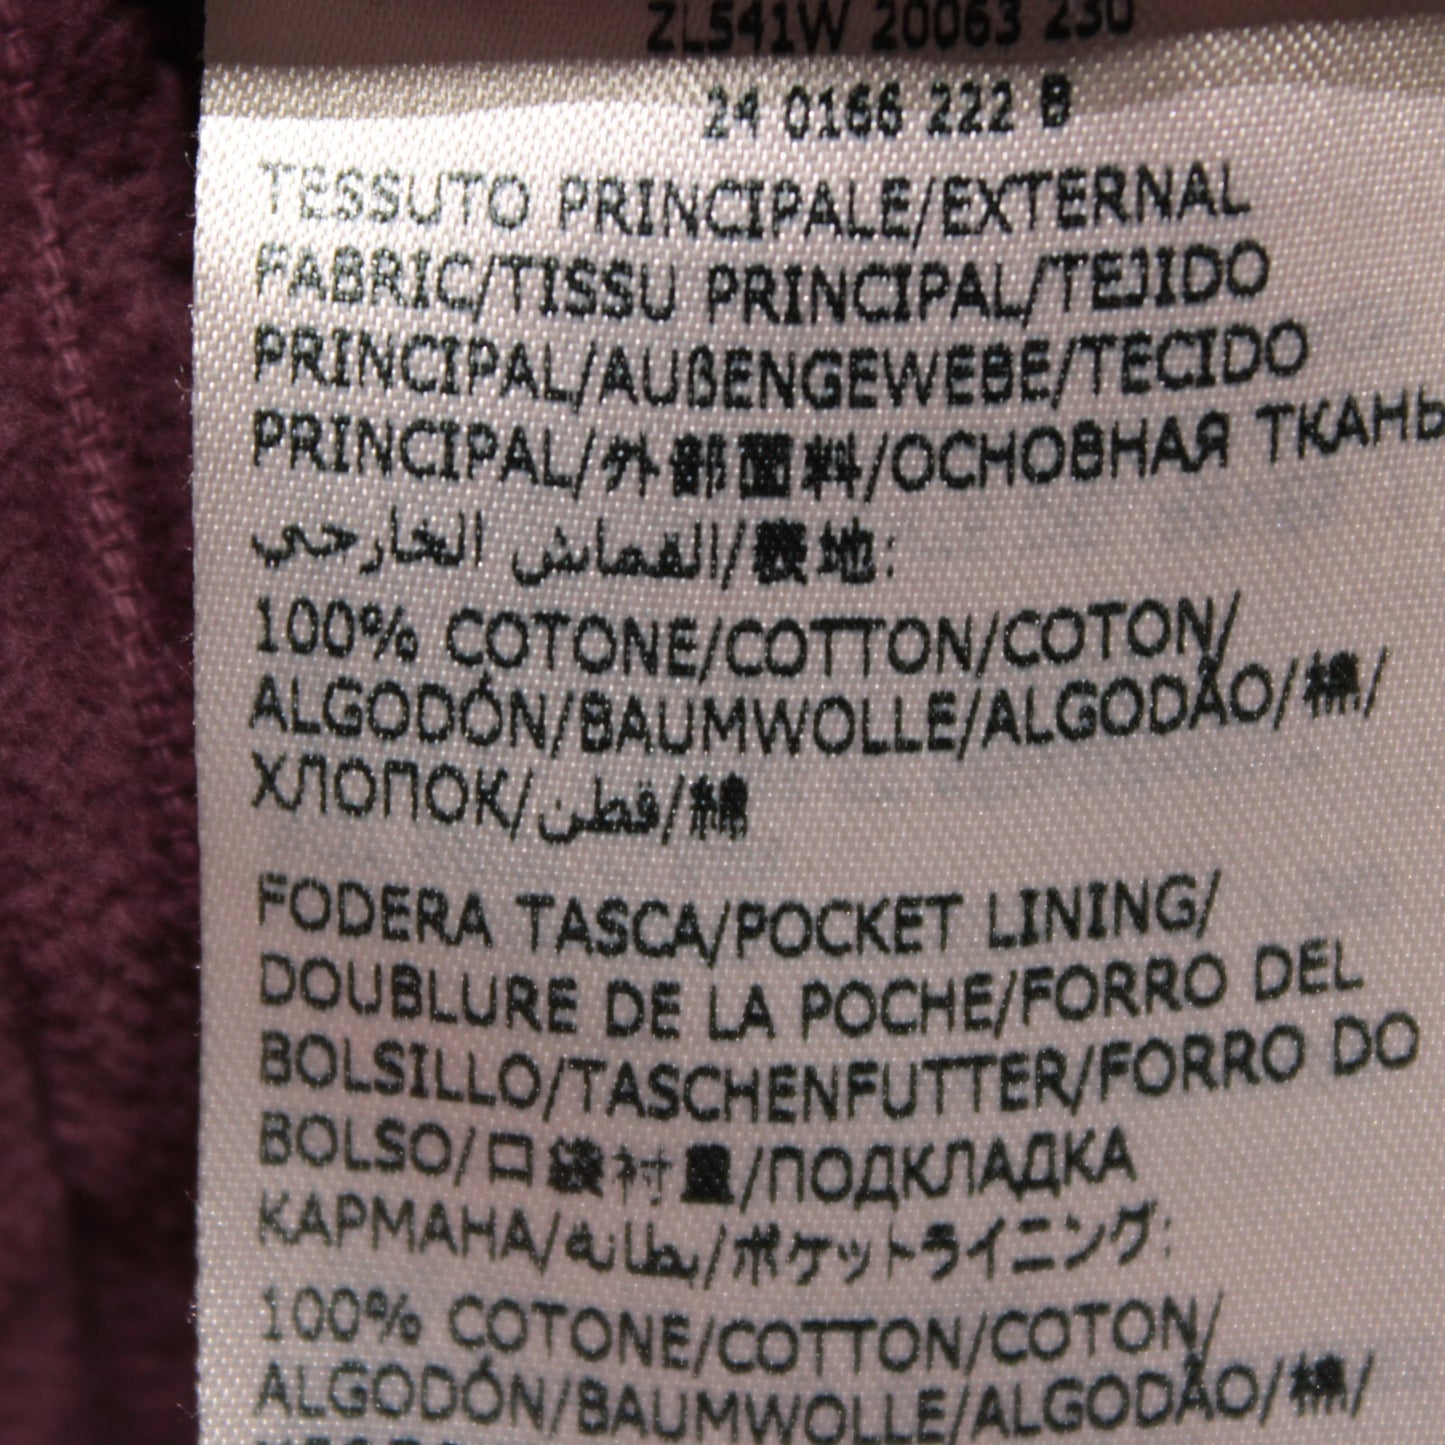 ZL541W 20063 230
24 0166 222 B
TESSUTO PRINCIPALE/EXTERNAL
FABRIC/TISSU PRINCIPAL/TEJIDO
PRINCIPAL/AUßENGEWEBE/TECIDO
PRINCIPAL/外部面料/ОСНОВНАЯ ТКАНЬ
القماش الخارجي/表地:
100% COTONE/COTTON/COTON/
ALGODÓN/BAUMWOLLE/ALGODÃO/棉/
ХЛОПОК/قطن/綿
FODERA TASCA/POCKET LINING/
DOUBLURE DE LA POCHE/FORRO DEL
BOLSILLO/TASCHENFUTTER/FORRO DO
BOLSO/口袋衬里/ПОДКЛАДКА
КАРМАНА/بطانة/ポケットライニング:
100% COTONE/COTTON/COTON/
ALGODÓN/BAUMWOLLE/ALGODÃO/棉/